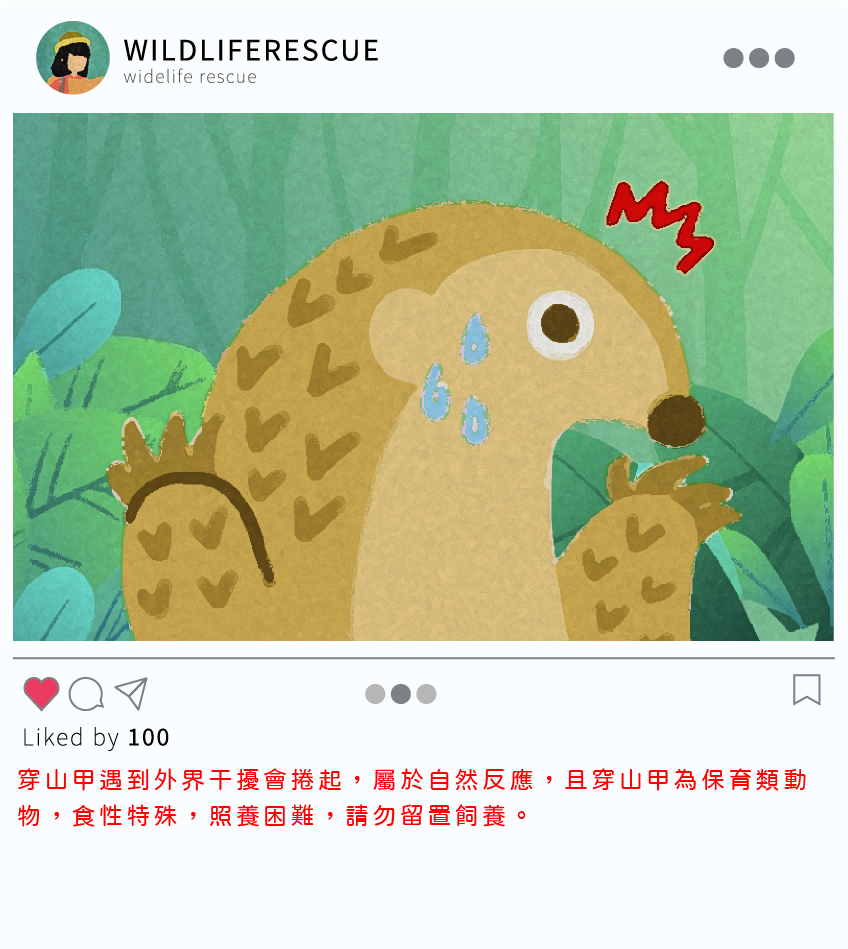 WILDLIFERESCUE
widelife rescue
Liked by 100
穿山甲遇到外界干擾會捲起，屬於自然反應，且穿山甲為保育類動
物，食性特殊，照養困難，請勿留置飼養。